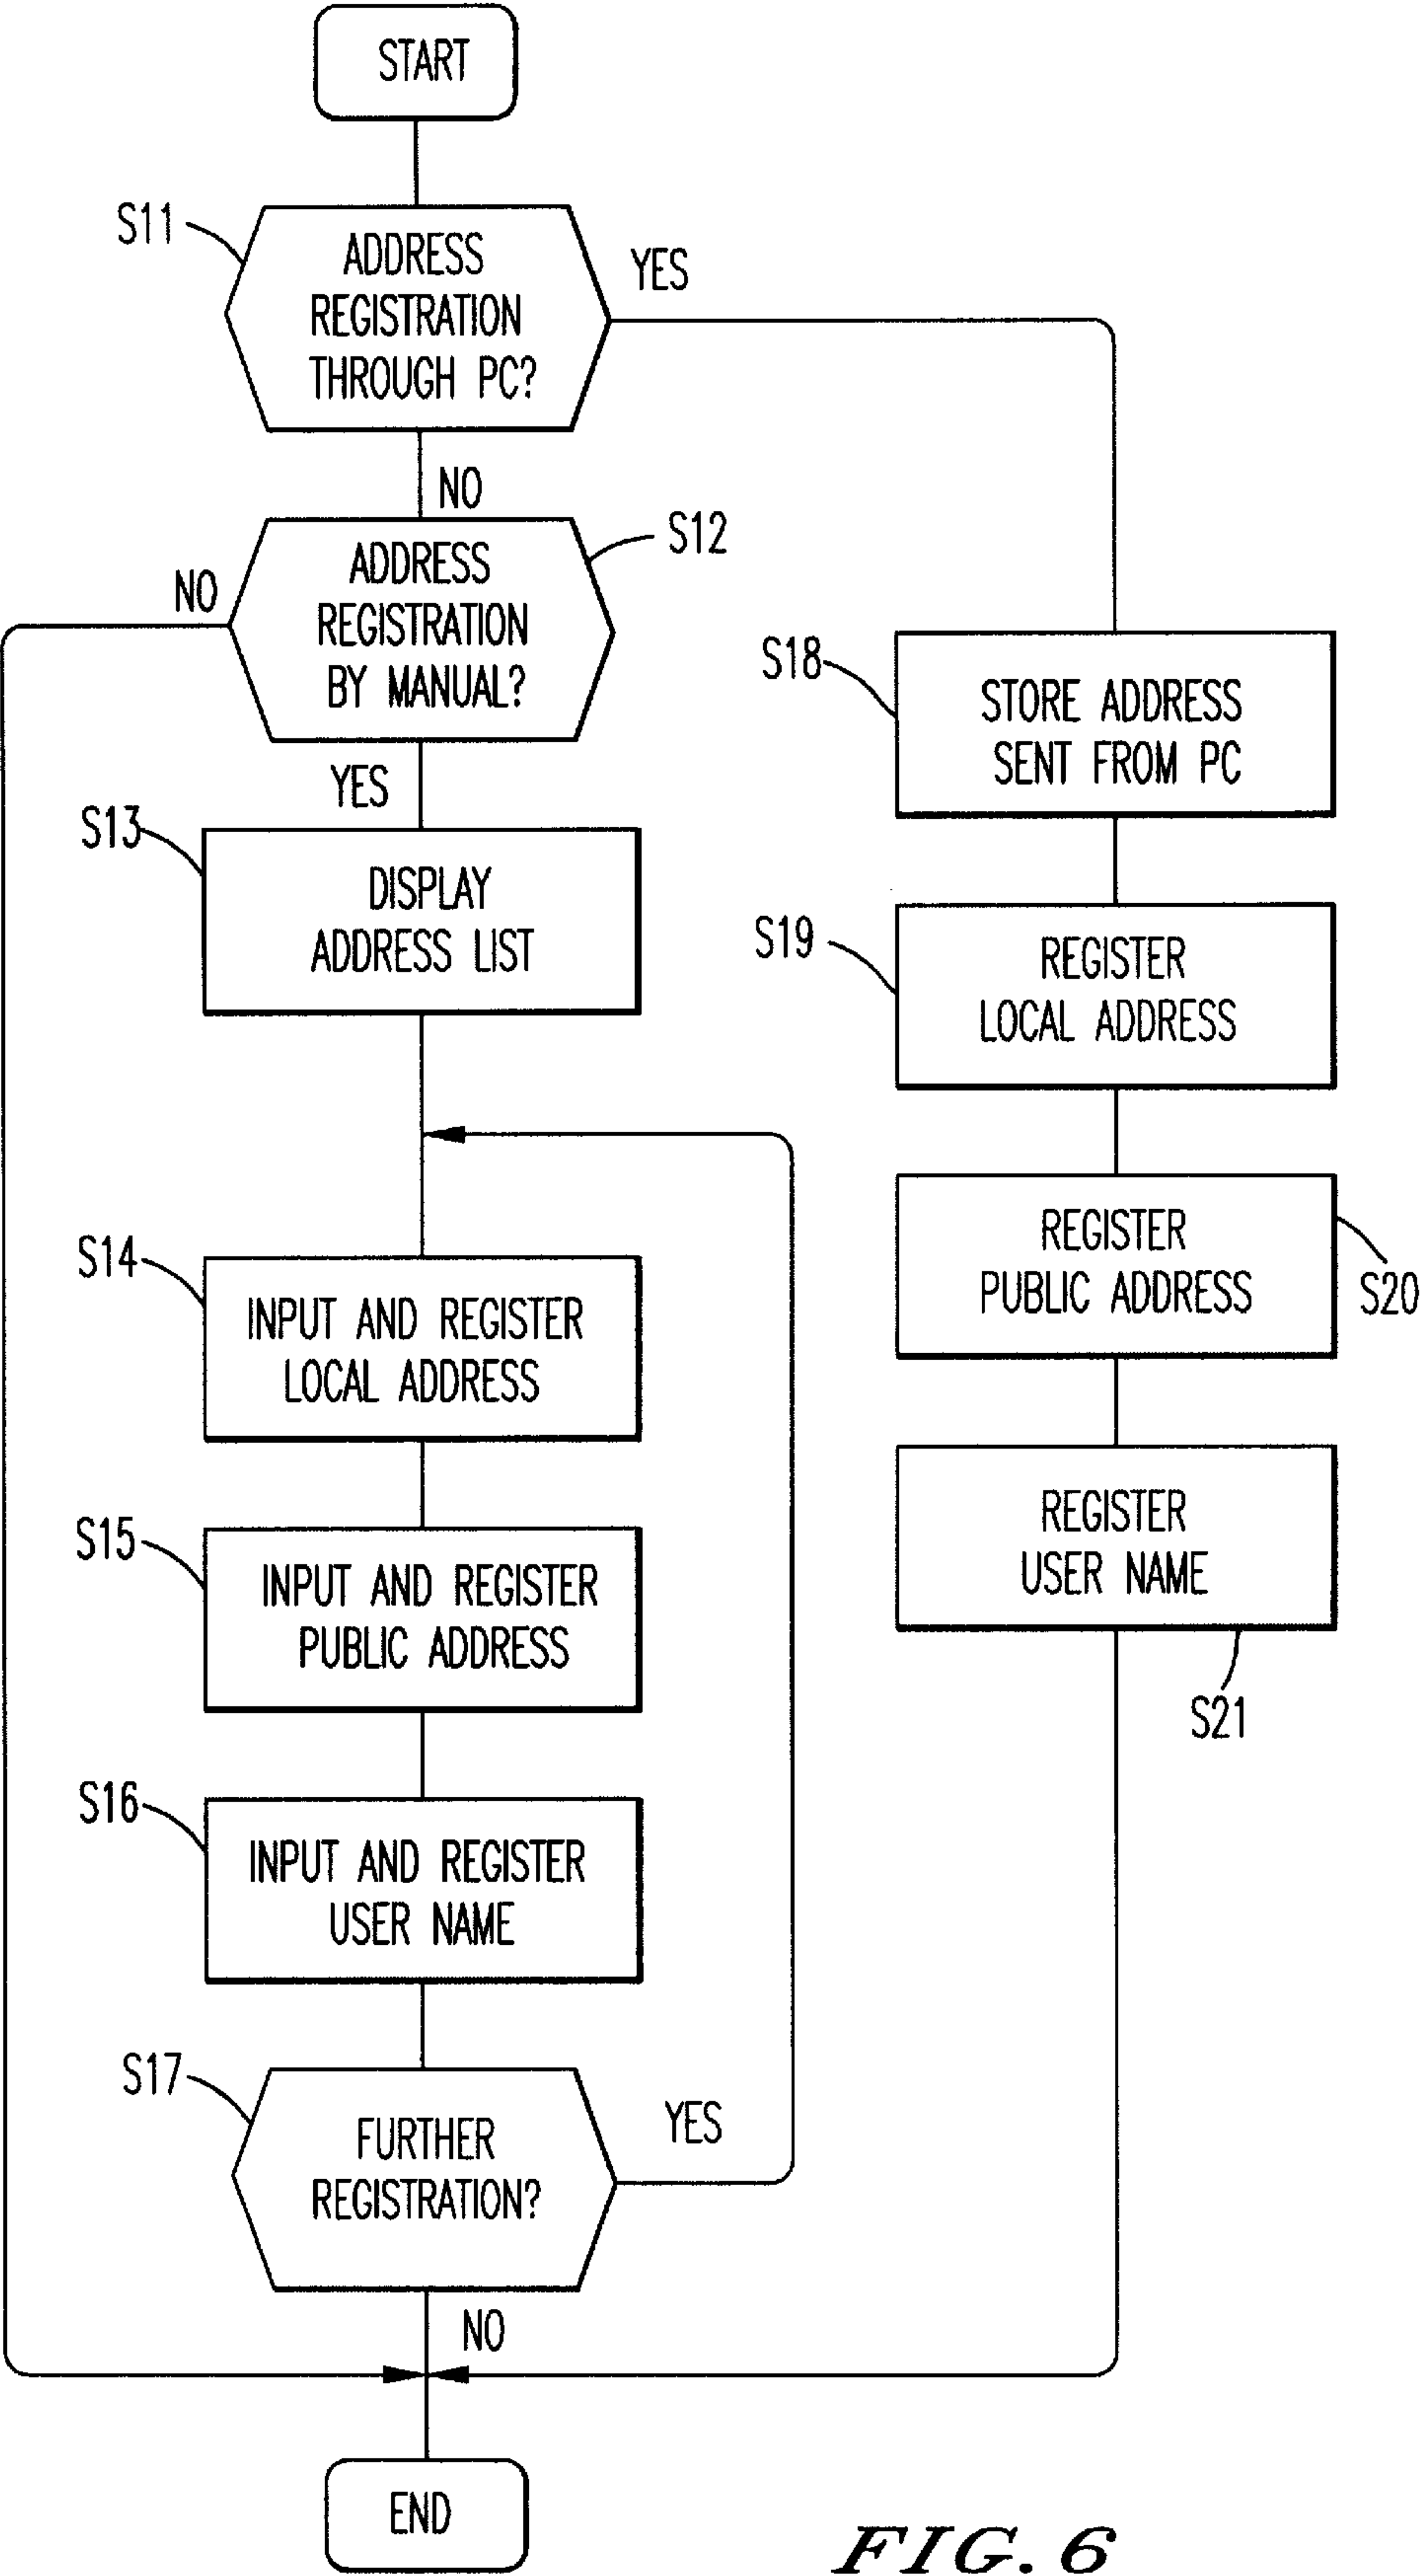 START
S11
ADDRESS
REGISTRATION
THROUGH PC?
YES
NO
S12
ADDRESS
REGISTRATION
BY MANUAL?
NO
YES
S13
DISPLAY
ADDRESS LIST
S14
INPUT AND REGISTER
LOCAL ADDRESS
S15
INPUT AND REGISTER
PUBLIC ADDRESS
S16
INPUT AND REGISTER
USER NAME
S17
FURTHER
REGISTRATION?
YES
NO
S18
STORE ADDRESS
SENT FROM PC
S19
REGISTER
LOCAL ADDRESS
REGISTER
PUBLIC ADDRESS
S20
REGISTER
USER NAME
S21
END
FIG. 6